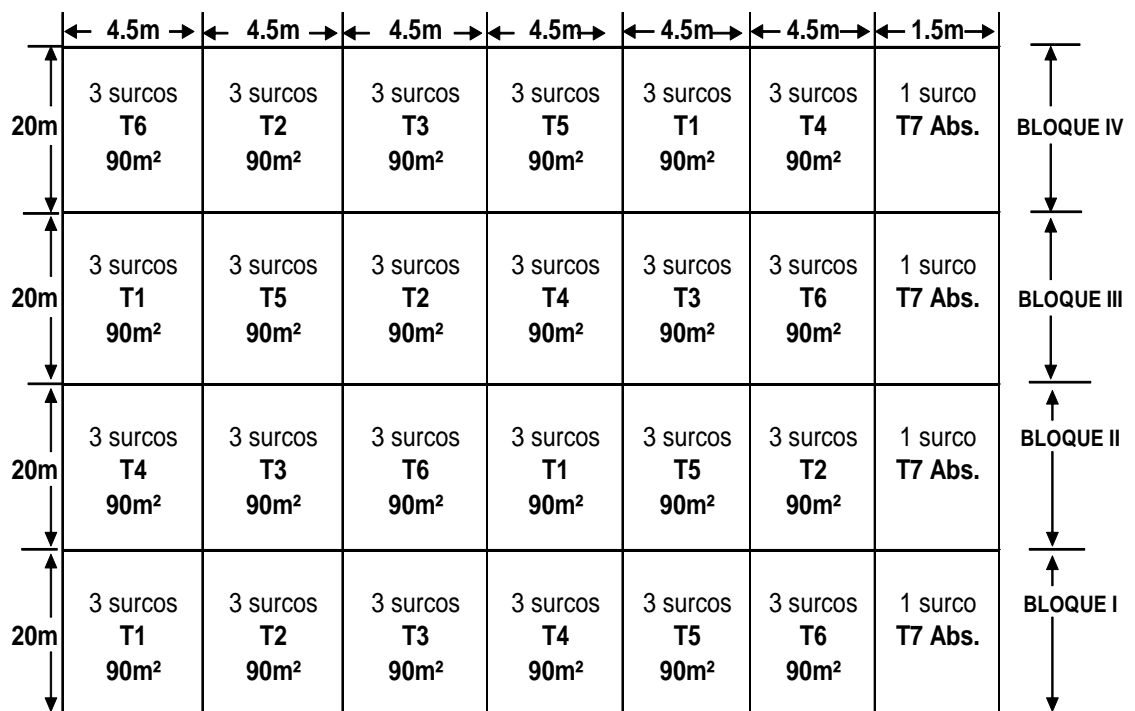 4.5m 4.5m 4.5m 4.5m 4.5m 4.5m 1.5m
3 surcos 3 surcos 3 surcos 3 surcos 3 surcos 3 surcos 1 surco
20m T6 T2 T3 T5 T1 T4 T7 Abs. BLOQUE IV
90m² 90m² 90m² 90m² 90m² 90m²
3 surcos 3 surcos 3 surcos 3 surcos 3 surcos 3 surcos 1 surco
20m T1 T5 T2 T4 T3 T6 T7 Abs. BLOQUE III
90m² 90m² 90m² 90m² 90m² 90m²
3 surcos 3 surcos 3 surcos 3 surcos 3 surcos 3 surcos 1 surco BLOQUE II
20m T4 T3 T6 T1 T5 T2 T7 Abs.
90m² 90m² 90m² 90m² 90m² 90m²
3 surcos 3 surcos 3 surcos 3 surcos 3 surcos 3 surcos 1 surco BLOQUE I
20m T1 T2 T3 T4 T5 T6 T7 Abs.
90m² 90m² 90m² 90m² 90m² 90m²